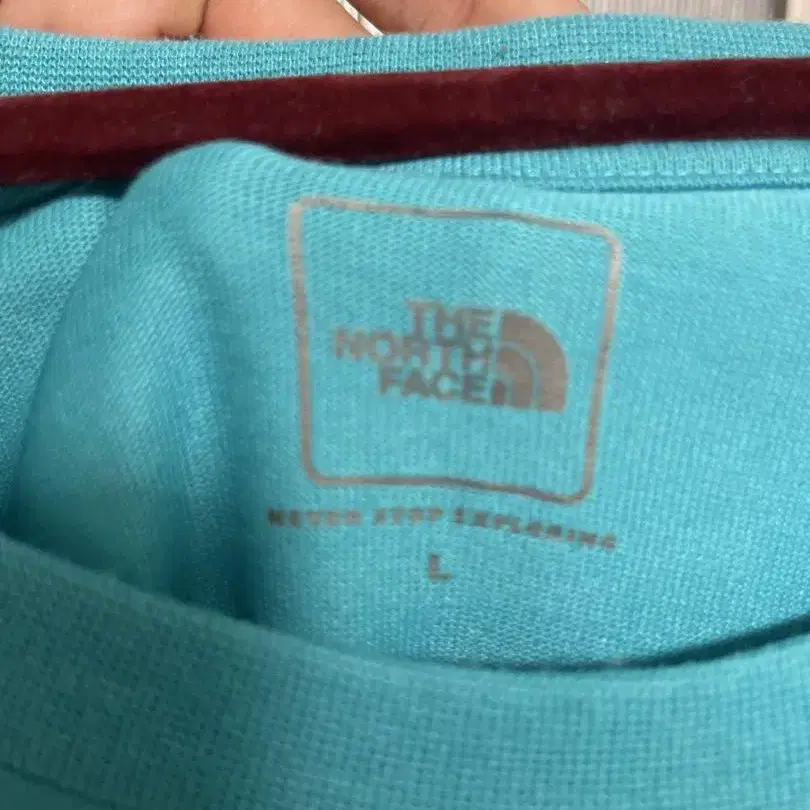 THE
NORTH
FACE
NEVER STOP EXPLORING
L